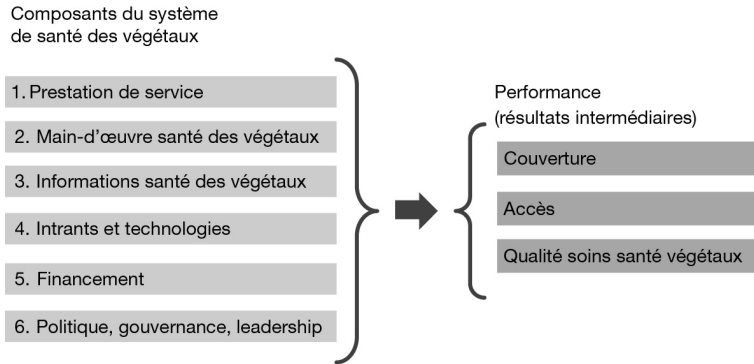 Composants du système
de santé des végétaux
1. Prestation de service
2. Main-d'œuvre santé des végétaux
3. Informations santé des végétaux
4. Intrants et technologies
5. Financement
6. Politique, gouvernance, leadership
Performance
(résultats intermédiaires)
Couverture
Accès
Qualité soins santé végétaux